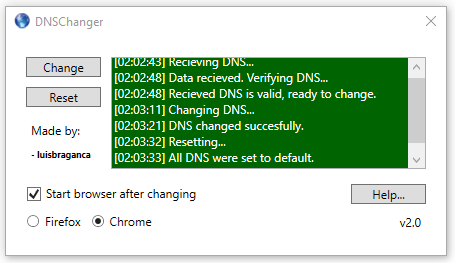 DNSChanger
Change
Reset
Made by:
- luisbraganca
[02:02:43] Recieving DNS...
[02:02:48] Data recieved. Verifying DNS...
[02:02:48] Recieved DNS is valid, ready to change.
[02:03:11] Changing DNS...
[02:03:21] DNS changed succesfully.
[02:03:32] Resetting...
[02:03:33] All DNS were set to default.
Start browser after changing
Help...
Firefox
Chrome
v2.0